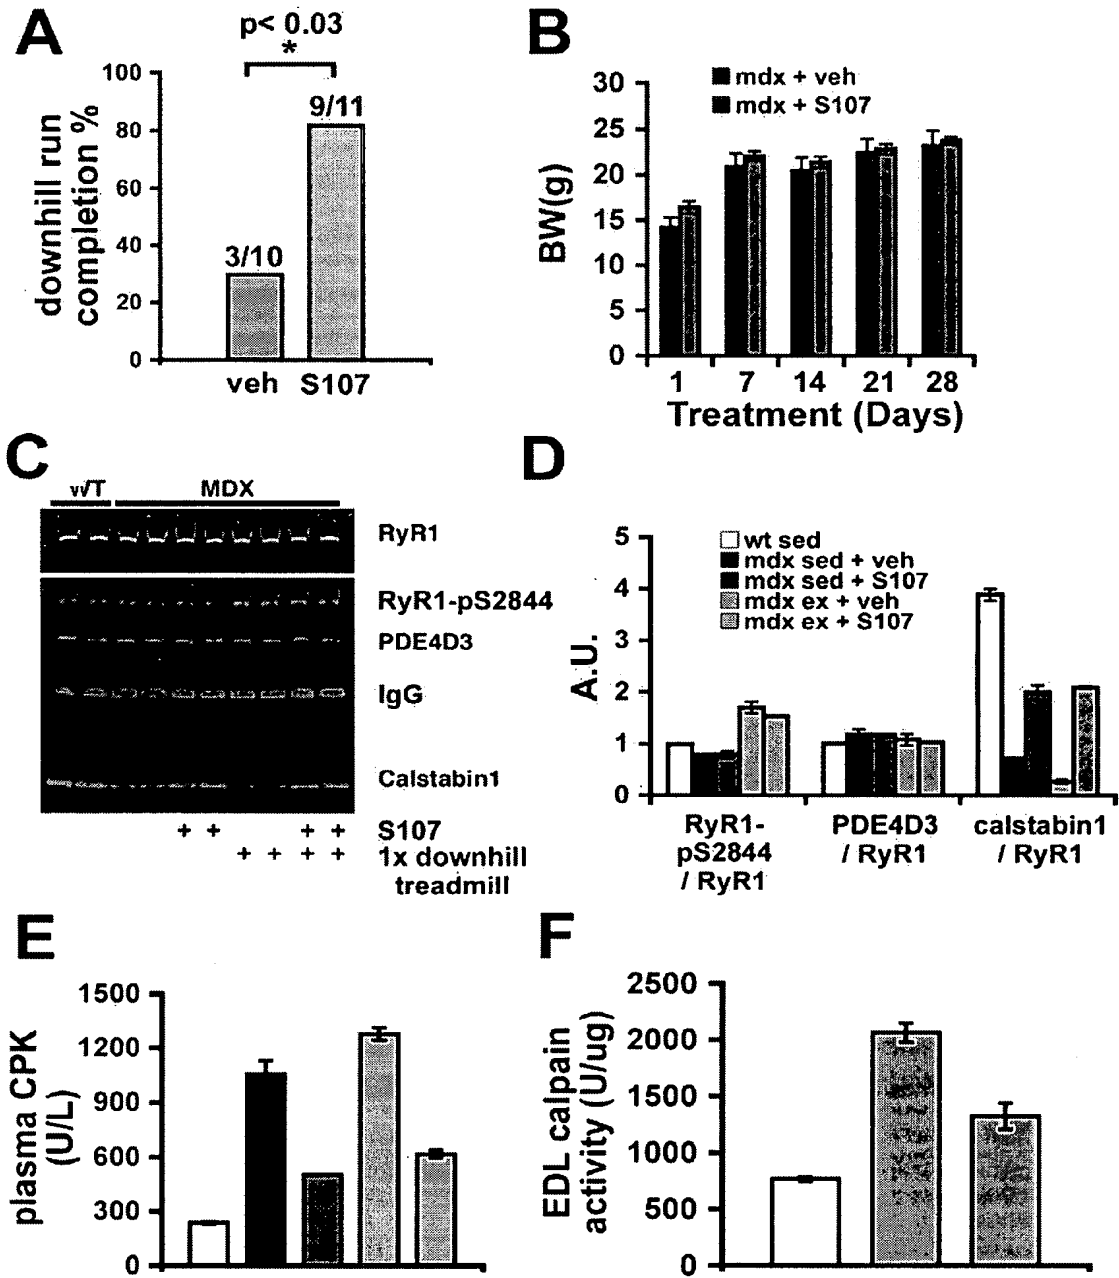 A
p< 0.03
*
100
80
60
40
20
0
downhill run
completion %
3/10
9/11
veh
S107
B
mdx + veh
mdx + S107
30
25
20
15
10
5
0
BW(g)
1 7 14 21 28
Treatment (Days)
C
WT
MDX
RyR1
RyR1-pS2844
PDE4D3
IgG
Calstabin1
+ + + + S107
+ + + + 1x downhill
treadmill
D
5
4
3
2
1
0
A.U.
wt sed
mdx sed + veh
mdx sed + S107
mdx ex + veh
mdx ex + S107
RyR1-
pS2844
/ RyR1
PDE4D3
/ RyR1
calstabin1
/ RyR1
E
1500
1200
900
600
300
0
plasma CPK
(U/L)
F
2500
2000
1500
1000
500
0
EDL calpain
activity (U/ug)